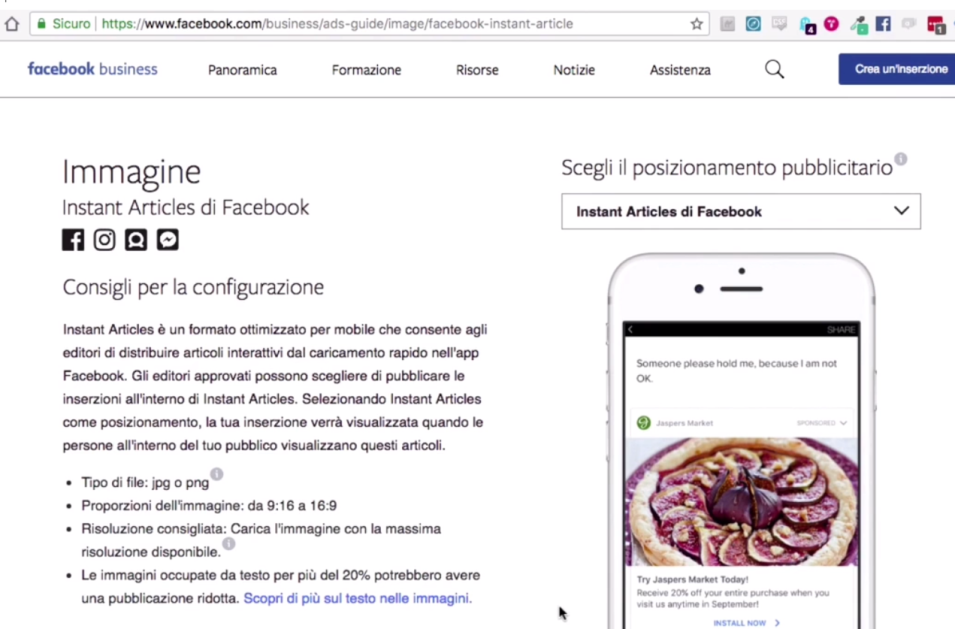 Sicuro https://www.facebook.com/business/ads-guide/image/facebook-instant-article
4
1
facebook business Panoramica Formazione Risorse Notizie Assistenza Crea un'inserzione
Immagine
Instant Articles di Facebook
Consigli per la configurazione
Instant Articles è un formato ottimizzato per mobile che consente agli
editori di distribuire articoli interattivi dal caricamento rapido nell'app
Facebook. Gli editori approvati possono scegliere di pubblicare le
inserzioni all'interno di Instant Articles. Selezionando Instant Articles
come posizionamento, la tua inserzione verrà visualizzata quando le
persone all'interno del tuo pubblico visualizzano questi articoli.
• Tipo di file: jpg o png
• Proporzioni dell'immagine: da 9:16 a 16:9
• Risoluzione consigliata: Carica l'immagine con la massima
risoluzione disponibile.
• Le immagini occupate da testo per più del 20% potrebbero avere
una pubblicazione ridotta. Scopri di più sul testo nelle immagini.
Scegli il posizionamento pubblicitario
Instant Articles di Facebook
SHARE
Someone please hold me, because I am not
OK.
Jaspers Market SPONSORED
Try Jaspers Market Today!
Receive 20% off your entire purchase when you
visit us anytime in September!
INSTALL NOW